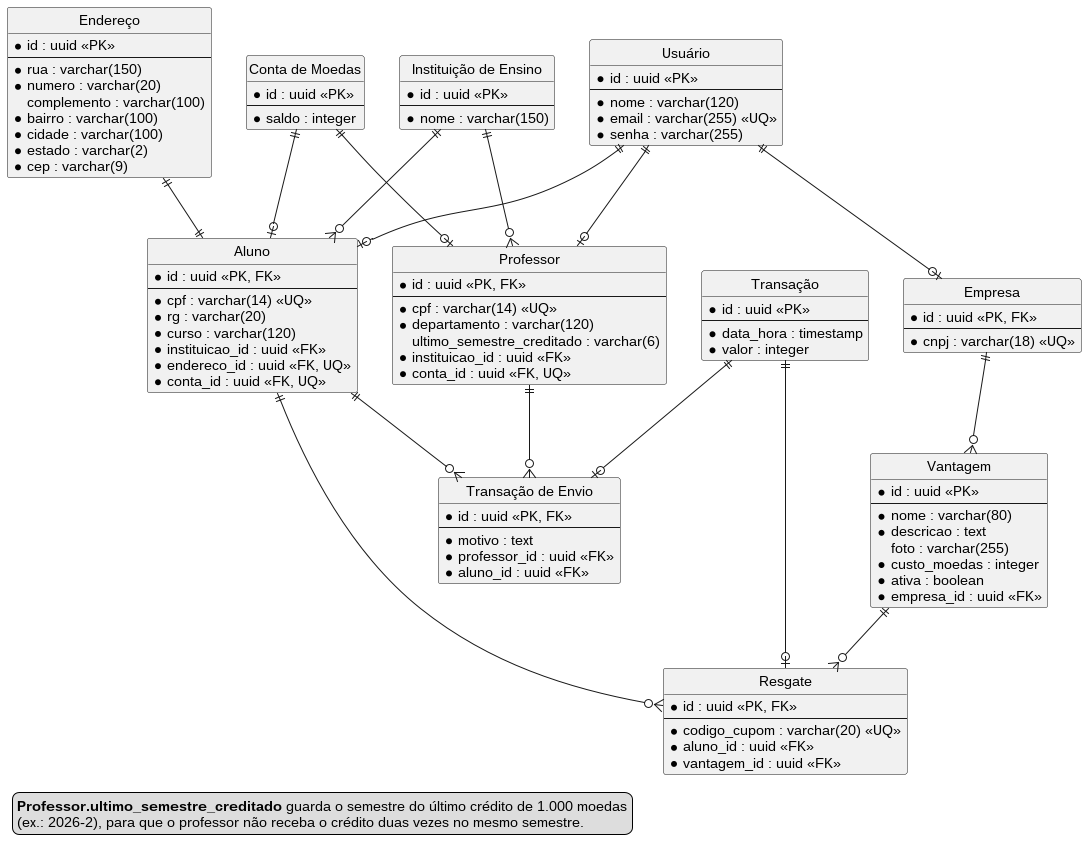 Endereço
● id : uuid «PK»
● rua : varchar(150)
● numero : varchar(20)
complemento : varchar(100)
● bairro : varchar(100)
● cidade : varchar(100)
● estado : varchar(2)
● cep : varchar(9)
Conta de Moedas
● id : uuid «PK»
● saldo : integer
Instituição de Ensino
● id : uuid «PK»
● nome : varchar(150)
Usuário
● id : uuid «PK»
● nome : varchar(120)
● email : varchar(255) «UQ»
● senha : varchar(255)
Aluno
● id : uuid «PK, FK»
● cpf : varchar(14) «UQ»
● rg : varchar(20)
● curso : varchar(120)
● instituicao_id : uuid «FK»
● endereco_id : uuid «FK, UQ»
● conta_id : uuid «FK, UQ»
Professor
● id : uuid «PK, FK»
● cpf : varchar(14) «UQ»
● departamento : varchar(120)
ultimo_semestre_creditado : varchar(6)
● instituicao_id : uuid «FK»
● conta_id : uuid «FK, UQ»
Transação
● id : uuid «PK»
● data_hora : timestamp
● valor : integer
Empresa
● id : uuid «PK, FK»
● cnpj : varchar(18) «UQ»
Transação de Envio
● id : uuid «PK, FK»
● motivo : text
● professor_id : uuid «FK»
● aluno_id : uuid «FK»
Vantagem
● id : uuid «PK»
● nome : varchar(80)
● descricao : text
foto : varchar(255)
● custo_moedas : integer
● ativa : boolean
● empresa_id : uuid «FK»
Resgate
● id : uuid «PK, FK»
● codigo_cupom : varchar(20) «UQ»
● aluno_id : uuid «FK»
● vantagem_id : uuid «FK»
Professor.ultimo_semestre_creditado guarda o semestre do último crédito de 1.000 moedas
(ex.: 2026-2), para que o professor não receba o crédito duas vezes no mesmo semestre.